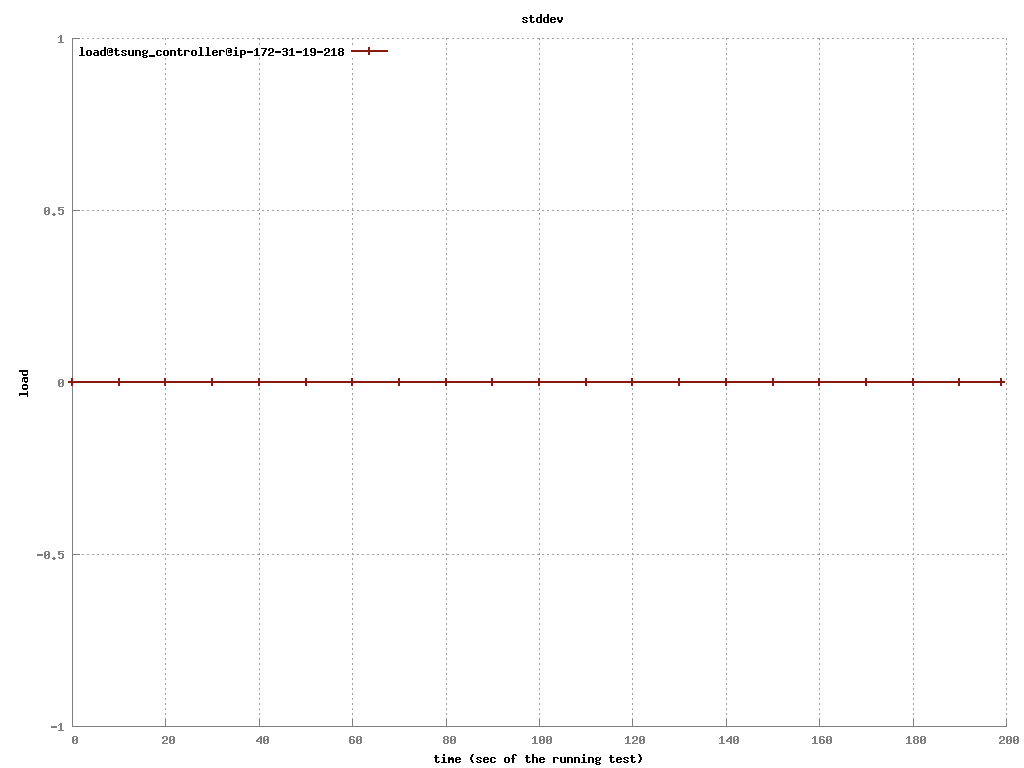 stddev
load@tsung_controller@ip-172-31-19-218
1
0.5
0
-0.5
-1
load
0 20 40 60 80 100 120 140 160 180 200
time (sec of the running test)